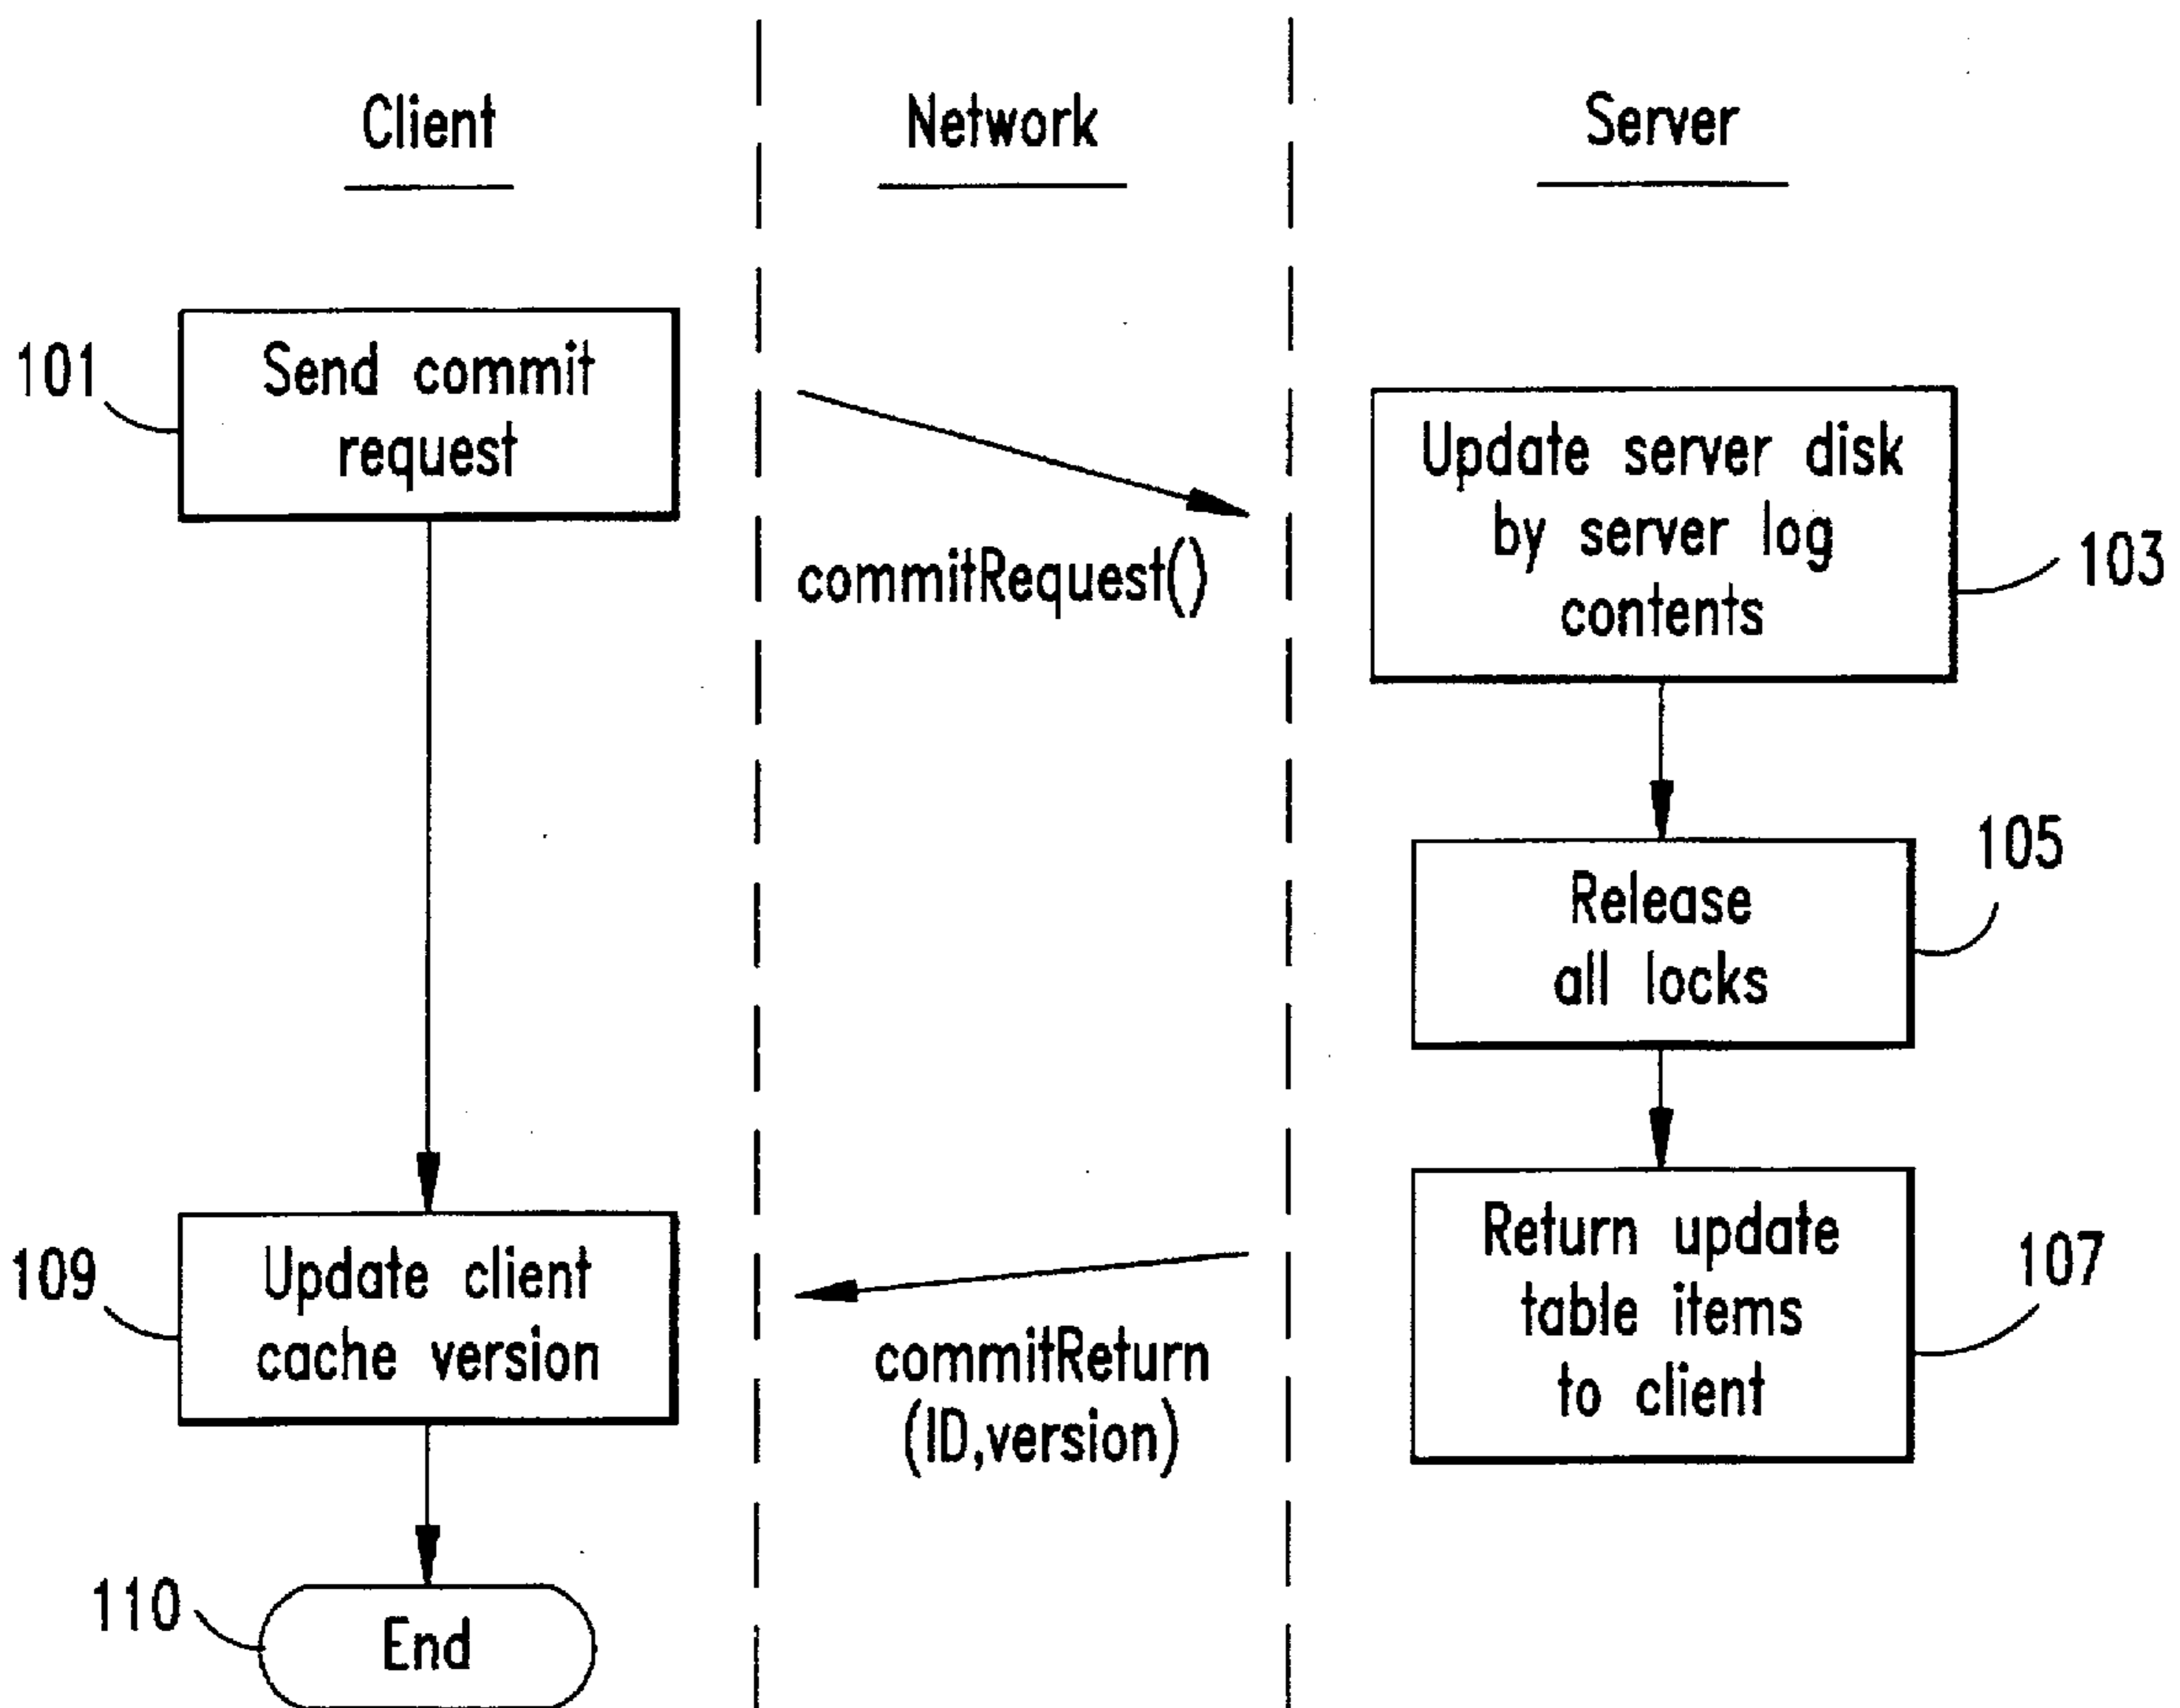 Client
Network
Server
101
Send commit
request
commitRequest()
Update server disk
by server log
contents
103
Release
all locks
105
Return update
table items
to client
107
commitReturn
(ID,version)
109
Update client
cache version
110
End